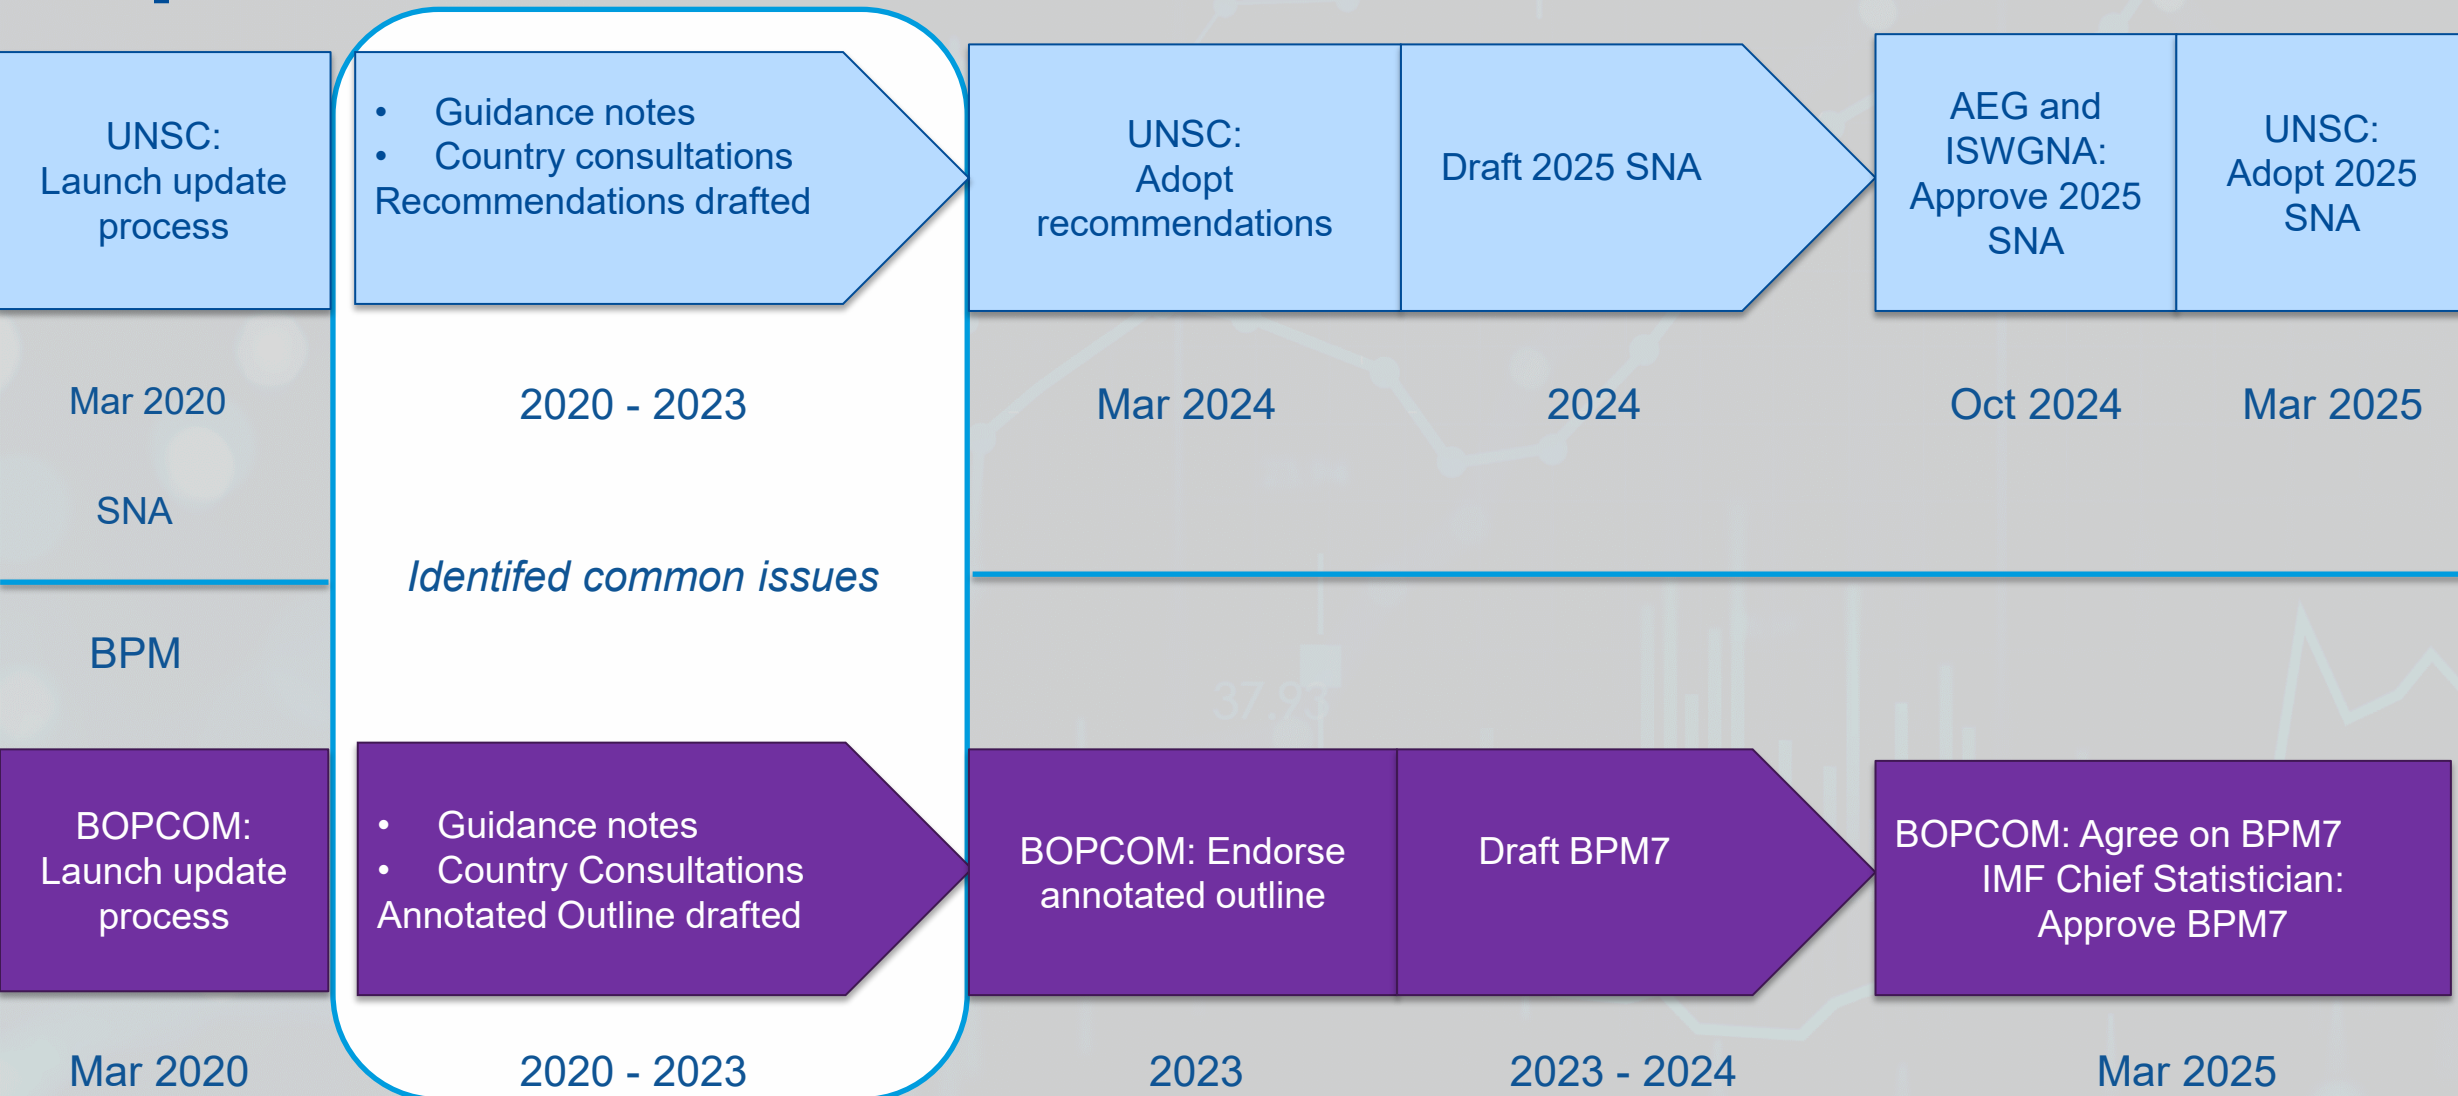 UNSC:
Launch update
process
• Guidance notes
• Country consultations
Recommendations drafted
UNSC:
Adopt
recommendations
Draft 2025 SNA
AEG and
ISWGNA:
Approve 2025
SNA
UNSC:
Adopt 2025
SNA
Mar 2020
2020 - 2023
Mar 2024
2024
Oct 2024
Mar 2025
SNA
Identifed common issues
BPM
37.93
BOPCOM:
Launch update
process
• Guidance notes
• Country Consultations
Annotated Outline drafted
BOPCOM: Endorse
annotated outline
Draft BPM7
BOPCOM: Agree on BPM7
IMF Chief Statistician:
Approve BPM7
Mar 2020
2020 - 2023
2023
2023 - 2024
Mar 2025